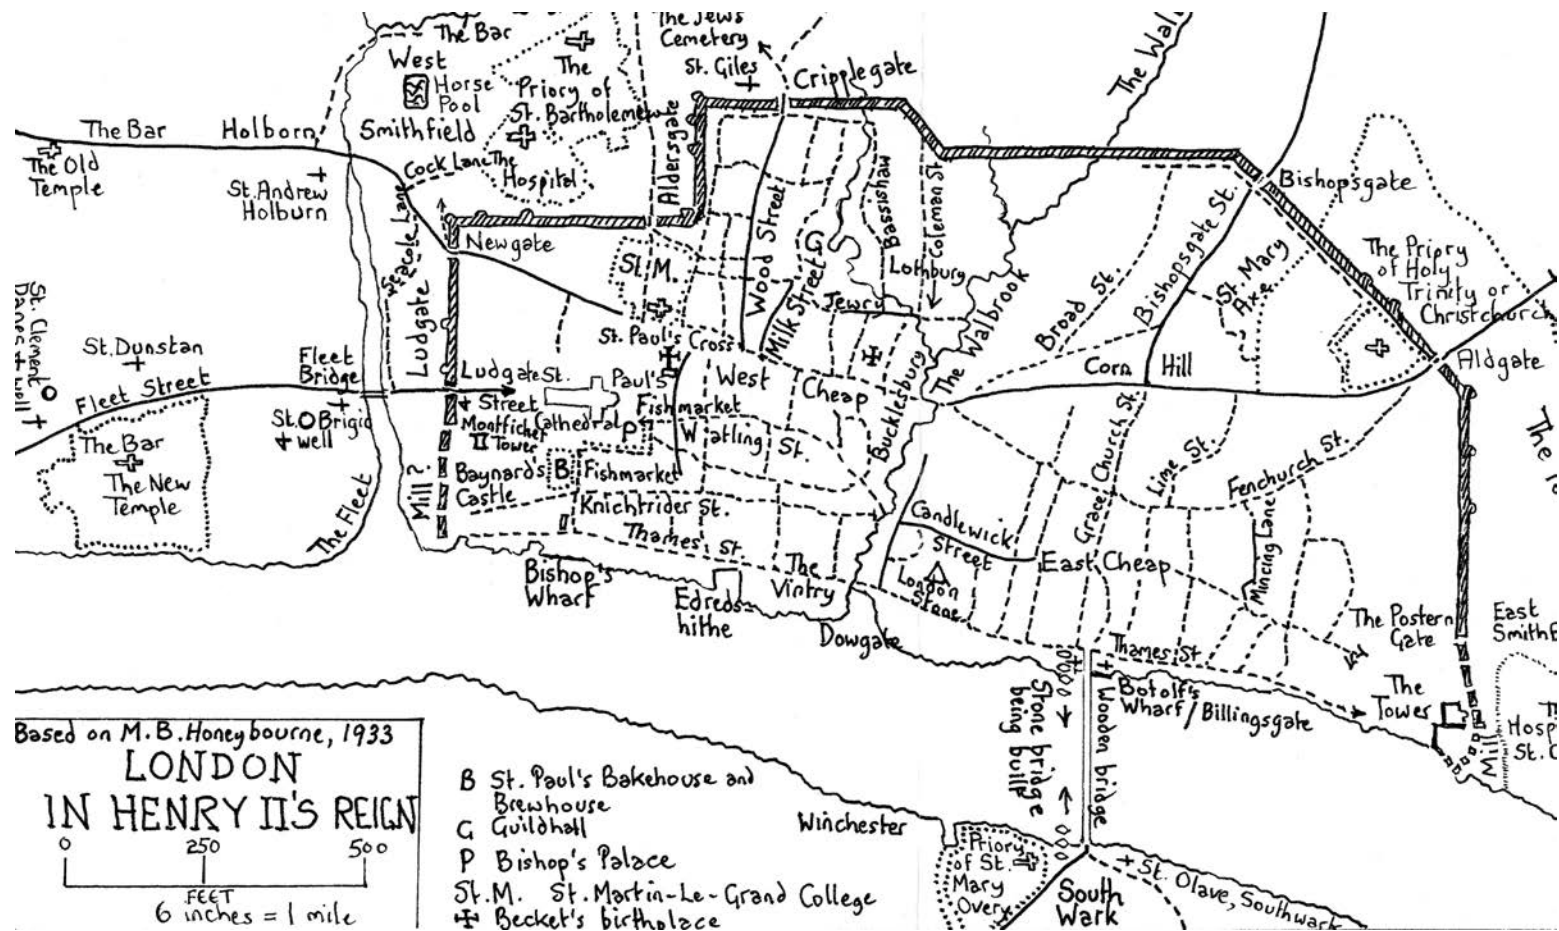 The Bar
West
Horse
Pool
Smithfield
The
Priory of
St. Bartholemew
The Jews
Cemetery
St. Giles
Cripplegate
The Bar
Holborn
The Old
Temple
St. Andrew
Holburn
Cock Lane
The
Hospital
Aldersgate
Seacole Lane
Newgate
Ludgate
St. M.
Wood Street
Milk Street
G
Bassishaw
Coleman St.
Lothbury
Jewry
The Walbrook
Broad St.
Bishopsgate St.
Bishopsgate
St. Mary
Axe
The Priory
of Holy
Trinity or
Christchurch
Aldgate
St. Clement
Danes + well
St. Dunstan
Fleet Street
Fleet
Bridge
St. Brigid
well
The Bar
The New
Temple
The Fleet
Mill ?
Ludgate St.
Street
Montfichet
Tower
Baynard's
Castle
B
St. Paul's Cross
Paul's
Cathedral
P
Fishmarket
Fishmarket
Watling St.
West Cheap
Bucklesbury
Corn Hill
Knichtrider St.
Thames St.
Bishop's
Wharf
Edreds-
hithe
The
Vintry
Dowgate
Candlewick
Street
London
Stone
East Cheap
Grace Church St.
Lime St.
Fenchurch St.
Mincing Lane
The Postern
Gate
East
The
Tower
Mill
Thames St
Botolf's
Wharf / Billingsgate
Stone bridge
being built
Wooden bridge
Winchester
Priory
of St.
Mary
Overy
South
Wark
St. Olave, Southwark
Based on M.B. Honeybourne, 1933
LONDON
IN HENRY II'S REIGN
0 250 500
FEET
6 inches = 1 mile
B St. Paul's Bakehouse and
Brewhouse
G Guildhall
P Bishop's Palace
St.M. St. Martin-Le-Grand College
Becket's birthplace